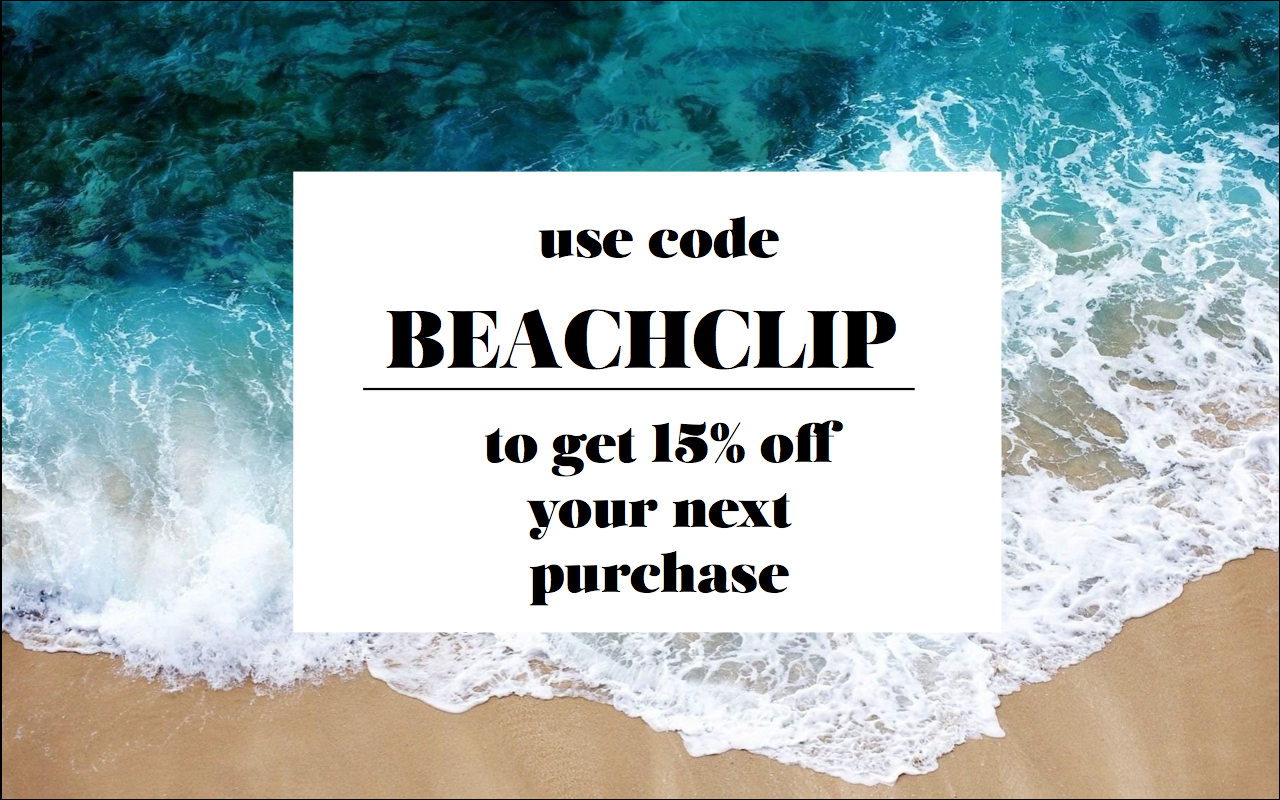 use code
BEACHCLIP
to get 15% off
your next
purchase